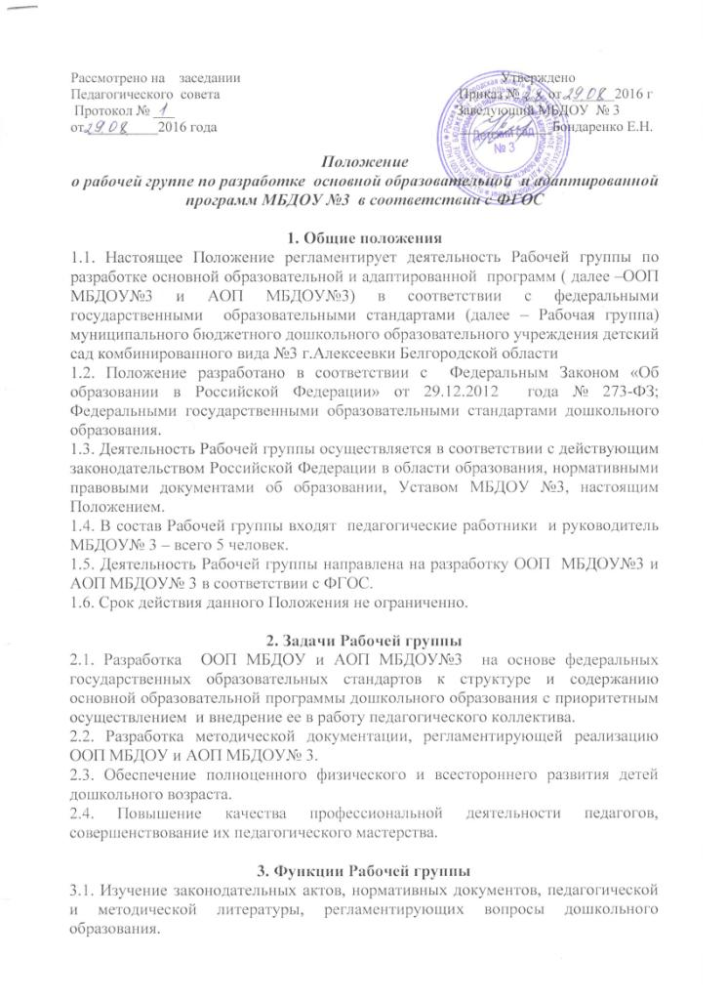 Рассмотрено на заседании
Педагогического совета
Протокол № 1
от 29.08 2016 года
Утверждено
Приказ № от 29.08 2016 г
Заведующий МБДОУ № 3
Бондаренко Е.Н.
Детский сад
№ 3
Положение
о рабочей группе по разработке основной образовательной и адаптированной
программ МБДОУ №3 в соответствии с ФГОС
1. Общие положения
1.1. Настоящее Положение регламентирует деятельность Рабочей группы по
разработке основной образовательной и адаптированной программ ( далее –ООП
МБДОУ№3 и АОП МБДОУ№3) в соответствии с федеральными
государственными образовательными стандартами (далее – Рабочая группа)
муниципального бюджетного дошкольного образовательного учреждения детский
сад комбинированного вида №3 г.Алексеевки Белгородской области
1.2. Положение разработано в соответствии с Федеральным Законом «Об
образовании в Российской Федерации» от 29.12.2012 года № 273-ФЗ;
Федеральными государственными образовательными стандартами дошкольного
образования.
1.3. Деятельность Рабочей группы осуществляется в соответствии с действующим
законодательством Российской Федерации в области образования, нормативными
правовыми документами об образовании, Уставом МБДОУ №3, настоящим
Положением.
1.4. В состав Рабочей группы входят педагогические работники и руководитель
МБДОУ№ 3 – всего 5 человек.
1.5. Деятельность Рабочей группы направлена на разработку ООП МБДОУ№3 и
АОП МБДОУ№ 3 в соответствии с ФГОС.
1.6. Срок действия данного Положения не ограниченно.
2. Задачи Рабочей группы
2.1. Разработка ООП МБДОУ и АОП МБДОУ№3 на основе федеральных
государственных образовательных стандартов к структуре и содержанию
основной образовательной программы дошкольного образования с приоритетным
осуществлением и внедрение ее в работу педагогического коллектива.
2.2. Разработка методической документации, регламентирующей реализацию
ООП МБДОУ и АОП МБДОУ№ 3.
2.3. Обеспечение полноценного физического и всестороннего развития детей
дошкольного возраста.
2.4. Повышение качества профессиональной деятельности педагогов,
совершенствование их педагогического мастерства.
3. Функции Рабочей группы
3.1. Изучение законодательных актов, нормативных документов, педагогической
и методической литературы, регламентирующих вопросы дошкольного
образования.